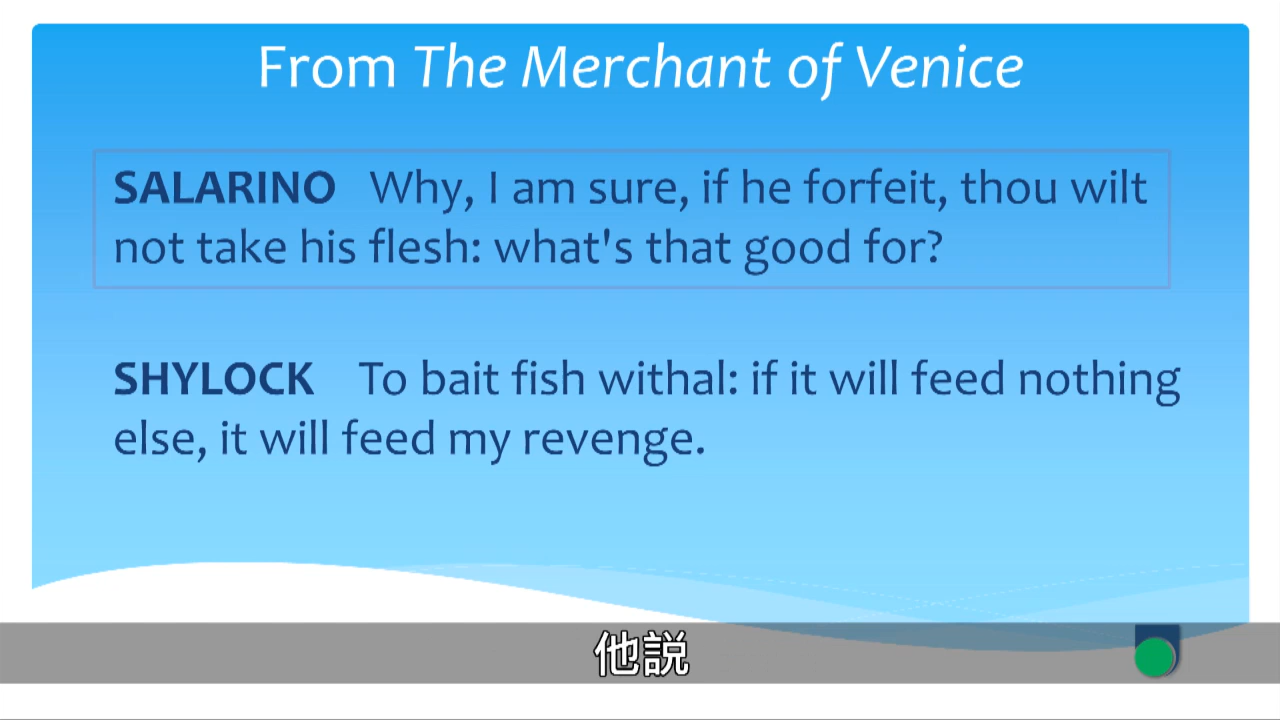 From The Merchant of Venice
SALARINO Why, I am sure, if he forfeit, thou wilt
not take his flesh: what's that good for?
SHYLOCK To bait fish withal: if it will feed nothing
else, it will feed my revenge.
他説